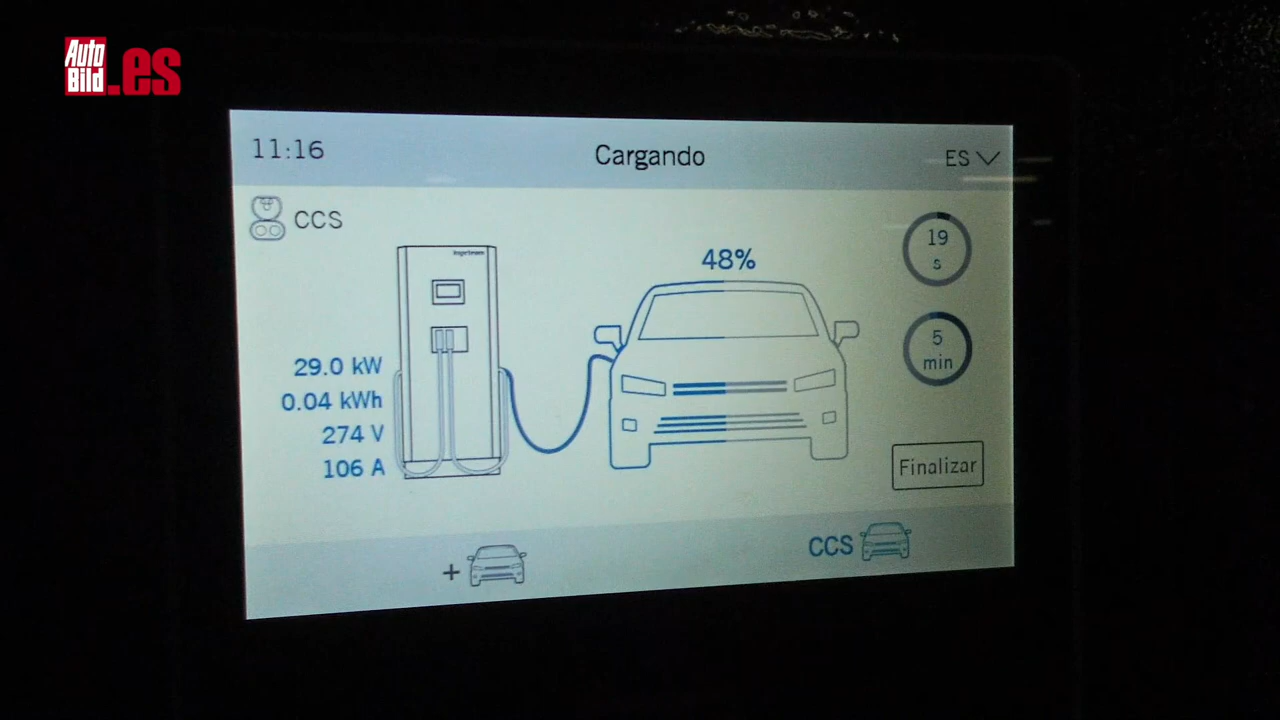 Auto
Bild
.es
11:16
Cargando
ES
CCS
48%
19
s
5
min
29.0 kW
0.04 kWh
274 V
106 A
Finalizar
+
CCS